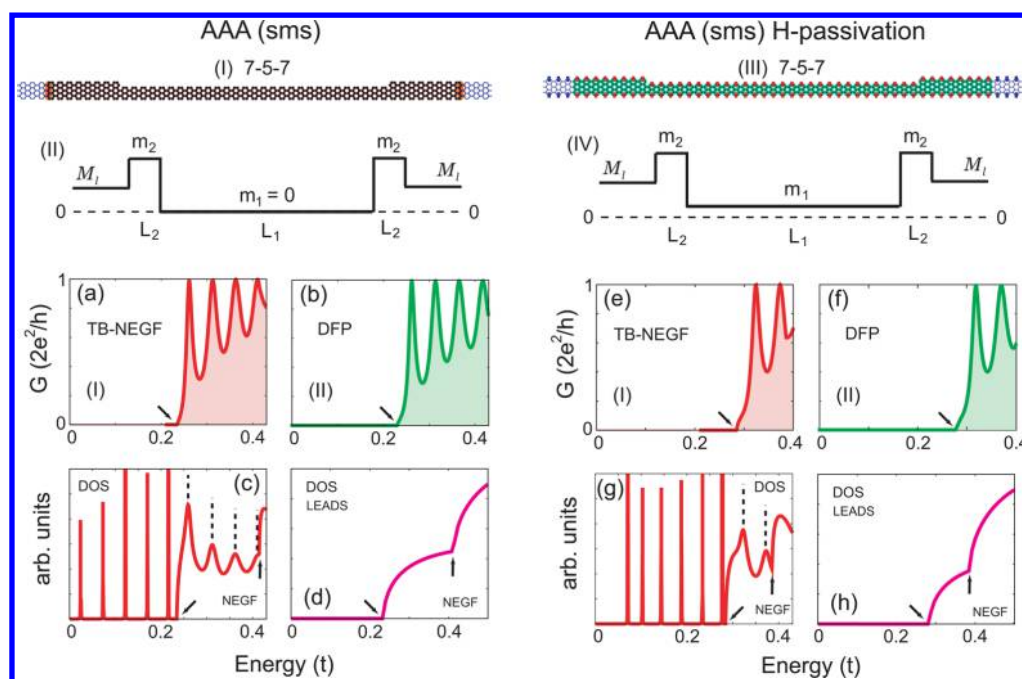 AAA (sms)
(I) 7-5-7
(II)
m2
m2
Ml
Ml
m1 = 0
0
0
L2
L1
L2
(a)
TB-NEGF
(I)
(b)
DFP
(II)
G (2e²/h)
1
0
0
0.2
0.4
0
0.2
0.4
DOS
(c)
NEGF
DOS
LEADS
(d)
NEGF
arb. units
0
0.2
0.4
0
0.2
0.4
Energy (t)
AAA (sms) H-passivation
(III) 7-5-7
(IV)
m2
m2
Ml
Ml
m1
0
0
L2
L1
L2
(e)
TB-NEGF
(I)
(f)
DFP
(II)
G (2e²/h)
1
0
0
0.2
0.4
0
0.2
0.4
(g)
DOS
NEGF
DOS
LEADS
NEGF
(h)
arb. units
0
0.2
0.4
0
0.2
0.4
Energy (t)